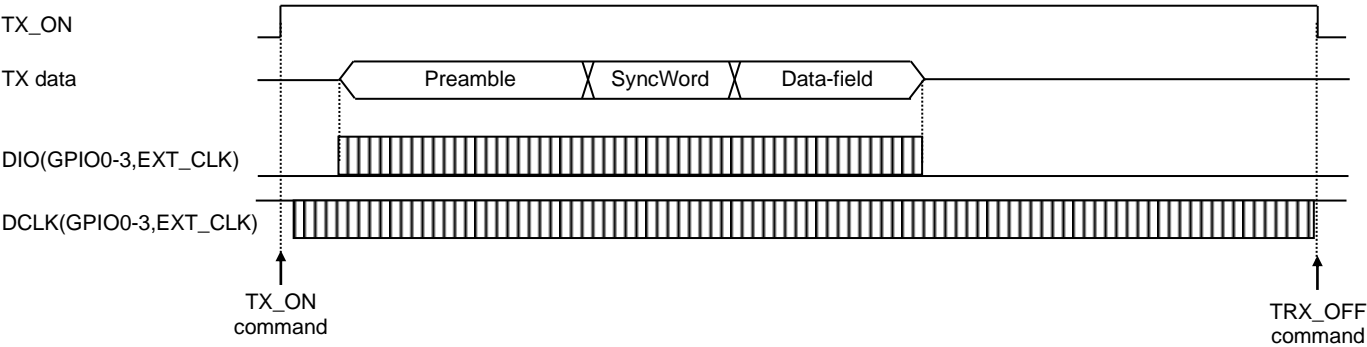 TX_ON
TX data
Preamble
SyncWord
Data-field
DIO(GPIO0-3,EXT_CLK)
DCLK(GPIO0-3,EXT_CLK)
TX_ON
command
TRX_OFF
command